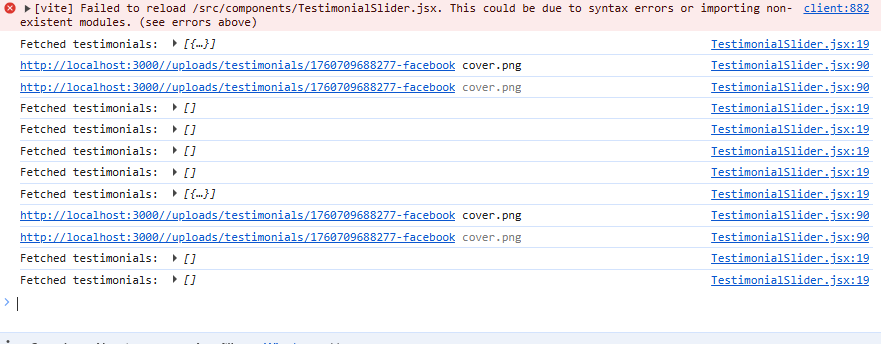 [vite] Failed to reload /src/components/TestimonialSlider.jsx. This could be due to syntax errors or importing non- client:882
existent modules. (see errors above)
Fetched testimonials: ▶ [{…}] TestimonialSlider.jsx:19
http://localhost:3000//uploads/testimonials/1760709688277-facebook cover.png TestimonialSlider.jsx:90
http://localhost:3000//uploads/testimonials/1760709688277-facebook cover.png TestimonialSlider.jsx:90
Fetched testimonials: ▶ [] TestimonialSlider.jsx:19
Fetched testimonials: ▶ [] TestimonialSlider.jsx:19
Fetched testimonials: ▶ [] TestimonialSlider.jsx:19
Fetched testimonials: ▶ [] TestimonialSlider.jsx:19
Fetched testimonials: ▶ [{…}] TestimonialSlider.jsx:19
http://localhost:3000//uploads/testimonials/1760709688277-facebook cover.png TestimonialSlider.jsx:90
http://localhost:3000//uploads/testimonials/1760709688277-facebook cover.png TestimonialSlider.jsx:90
Fetched testimonials: ▶ [] TestimonialSlider.jsx:19
Fetched testimonials: ▶ [] TestimonialSlider.jsx:19